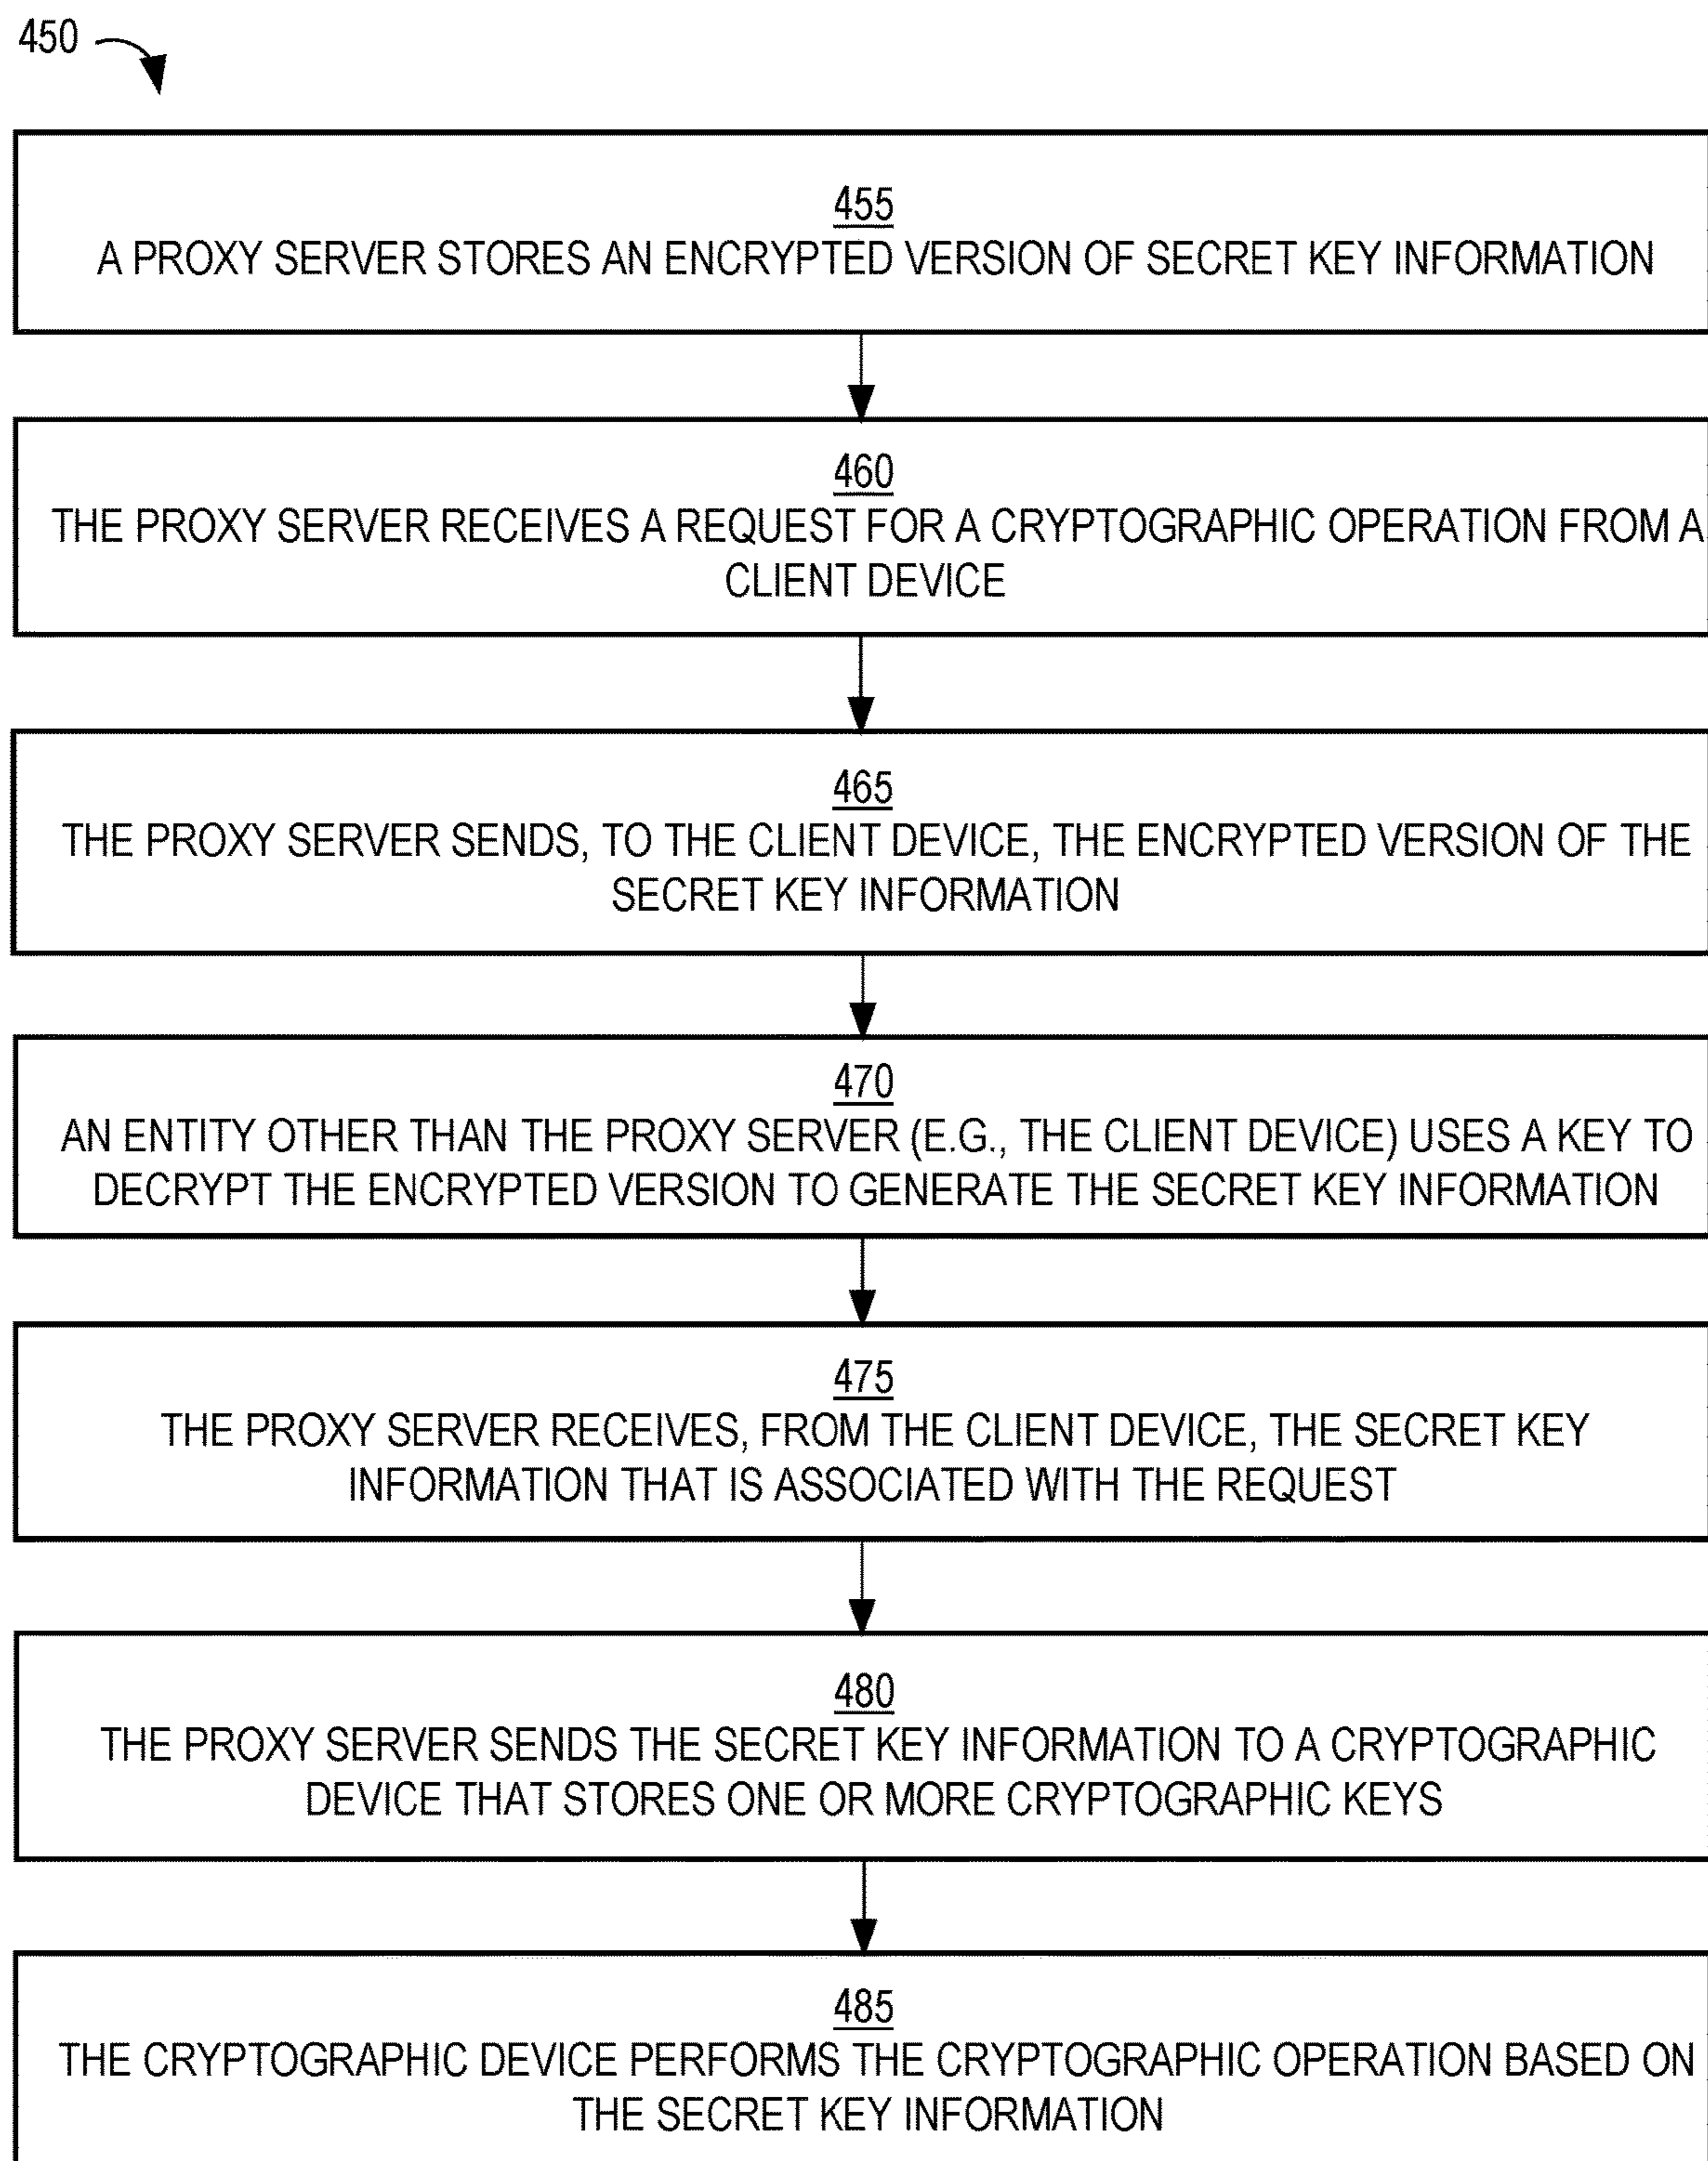 450
455
A PROXY SERVER STORES AN ENCRYPTED VERSION OF SECRET KEY INFORMATION
460
THE PROXY SERVER RECEIVES A REQUEST FOR A CRYPTOGRAPHIC OPERATION FROM A
CLIENT DEVICE
465
THE PROXY SERVER SENDS, TO THE CLIENT DEVICE, THE ENCRYPTED VERSION OF THE
SECRET KEY INFORMATION
470
AN ENTITY OTHER THAN THE PROXY SERVER (E.G., THE CLIENT DEVICE) USES A KEY TO
DECRYPT THE ENCRYPTED VERSION TO GENERATE THE SECRET KEY INFORMATION
475
THE PROXY SERVER RECEIVES, FROM THE CLIENT DEVICE, THE SECRET KEY
INFORMATION THAT IS ASSOCIATED WITH THE REQUEST
480
THE PROXY SERVER SENDS THE SECRET KEY INFORMATION TO A CRYPTOGRAPHIC
DEVICE THAT STORES ONE OR MORE CRYPTOGRAPHIC KEYS
485
THE CRYPTOGRAPHIC DEVICE PERFORMS THE CRYPTOGRAPHIC OPERATION BASED ON
THE SECRET KEY INFORMATION